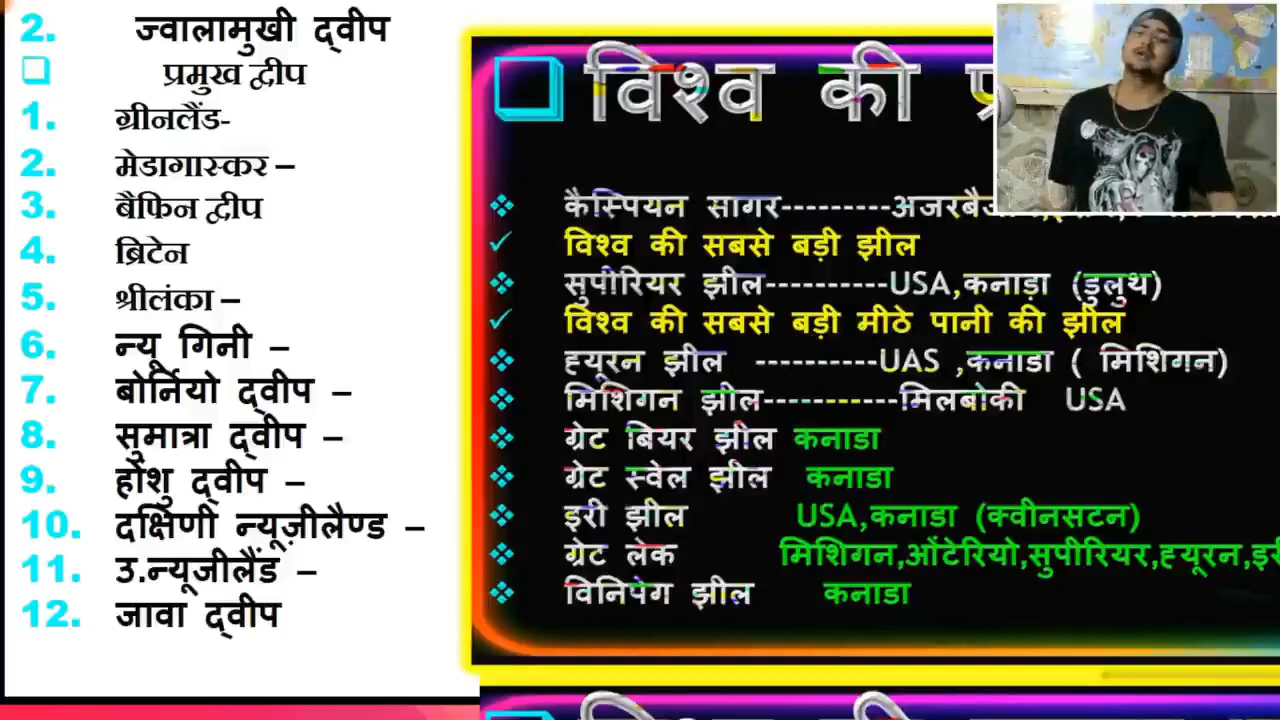 2. ज्वालामुखी द्वीप
❑ प्रमुख द्वीप
1. ग्रीनलैंड-
2. मेडागास्कर –
3. बैफिन द्वीप
4. ब्रिटेन
5. श्रीलंका –
6. न्यू गिनी –
7. बोर्नियो द्वीप –
8. सुमात्रा द्वीप –
9. होंशु द्वीप –
10. दक्षिणी न्यूज़ीलैण्ड –
11. उ.न्यूजीलैंड –
12. जावा द्वीप
❑ विश्व की
❖ कैस्पियन सागर---------
✓ विश्व की सबसे बड़ी झील
❖ सुपीरियर झील----------USA,कनाड़ा (डुलुथ)
✓ विश्व की सबसे बड़ी मीठे पानी की झील
❖ ह्यूरन झील ----------UAS ,कनाडा ( मिशिगन)
❖ मिशिगन झील-----------मिलबोकी USA
❖ ग्रेट बियर झील कनाडा
❖ ग्रेट स्वेल झील कनाडा
❖ इरी झील USA,कनाडा (क्वीनसटन)
❖ ग्रेट लेक मिशिगन,ओंटेरियो,सुपीरियर,ह्यूरन,इरी
❖ विनिपेग झील कनाडा